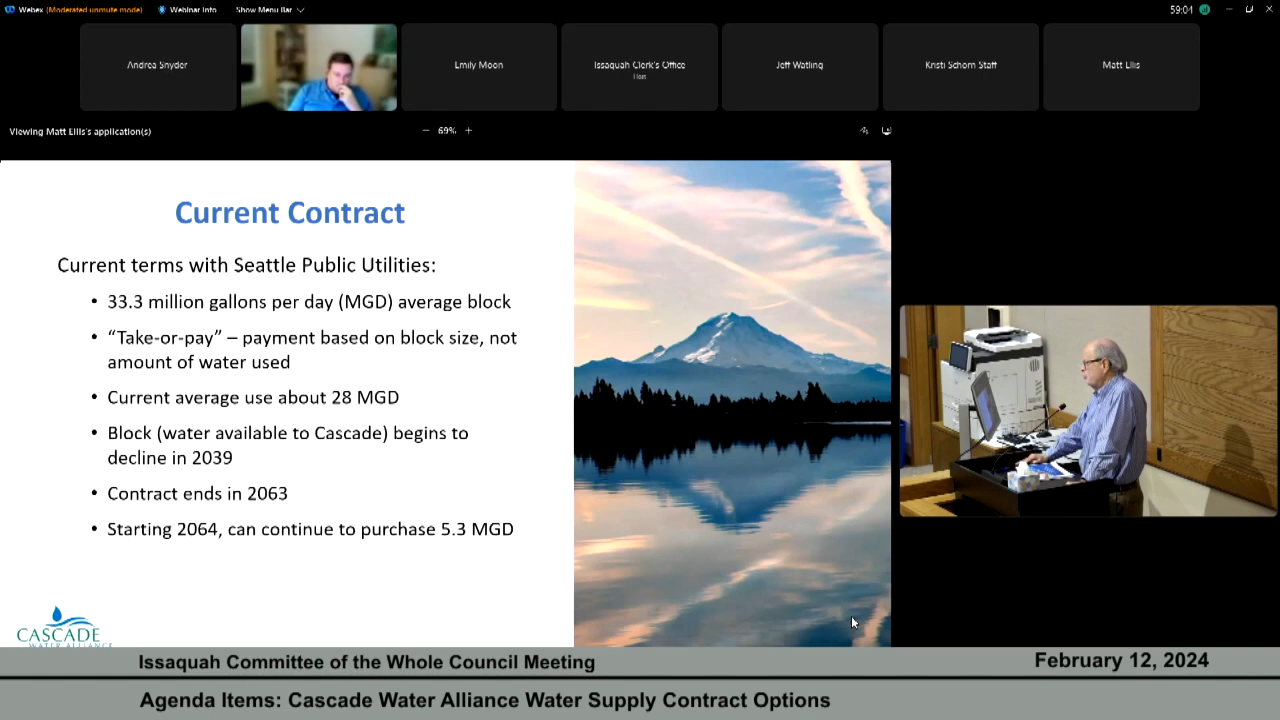 Webex (Moderated unmute mode) Webinar Info Show Menu Bar 59:04
Andrea Snyder
Emily Moon
Issaquah Clerk's Office
Host
Jeff Watling
Kristi Schorn Staff
Matt Ellis
Viewing Matt Ellis's application(s) − 69% +
Current Contract
Current terms with Seattle Public Utilities:
• 33.3 million gallons per day (MGD) average block
• “Take-or-pay” – payment based on block size, not
amount of water used
• Current average use about 28 MGD
• Block (water available to Cascade) begins to
decline in 2039
• Contract ends in 2063
• Starting 2064, can continue to purchase 5.3 MGD
CASCADE
WATER ALLIANCE
Issaquah Committee of the Whole Council Meeting February 12, 2024
Agenda Items: Cascade Water Alliance Water Supply Contract Options